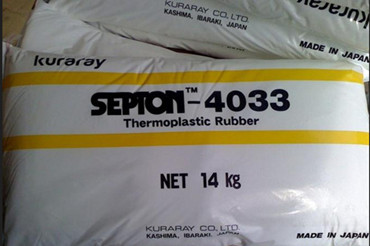 KURARAY CO., LTD.
KASHIMA, IBARAKI, JAPAN
MADE IN JAPAN
kuraray
SEPTON™-4033
Thermoplastic Rubber
NET 14 kg
KURARAY CO., LTD.
KASHIMA, IBARAKI, JAPAN
MADE IN JAPAN